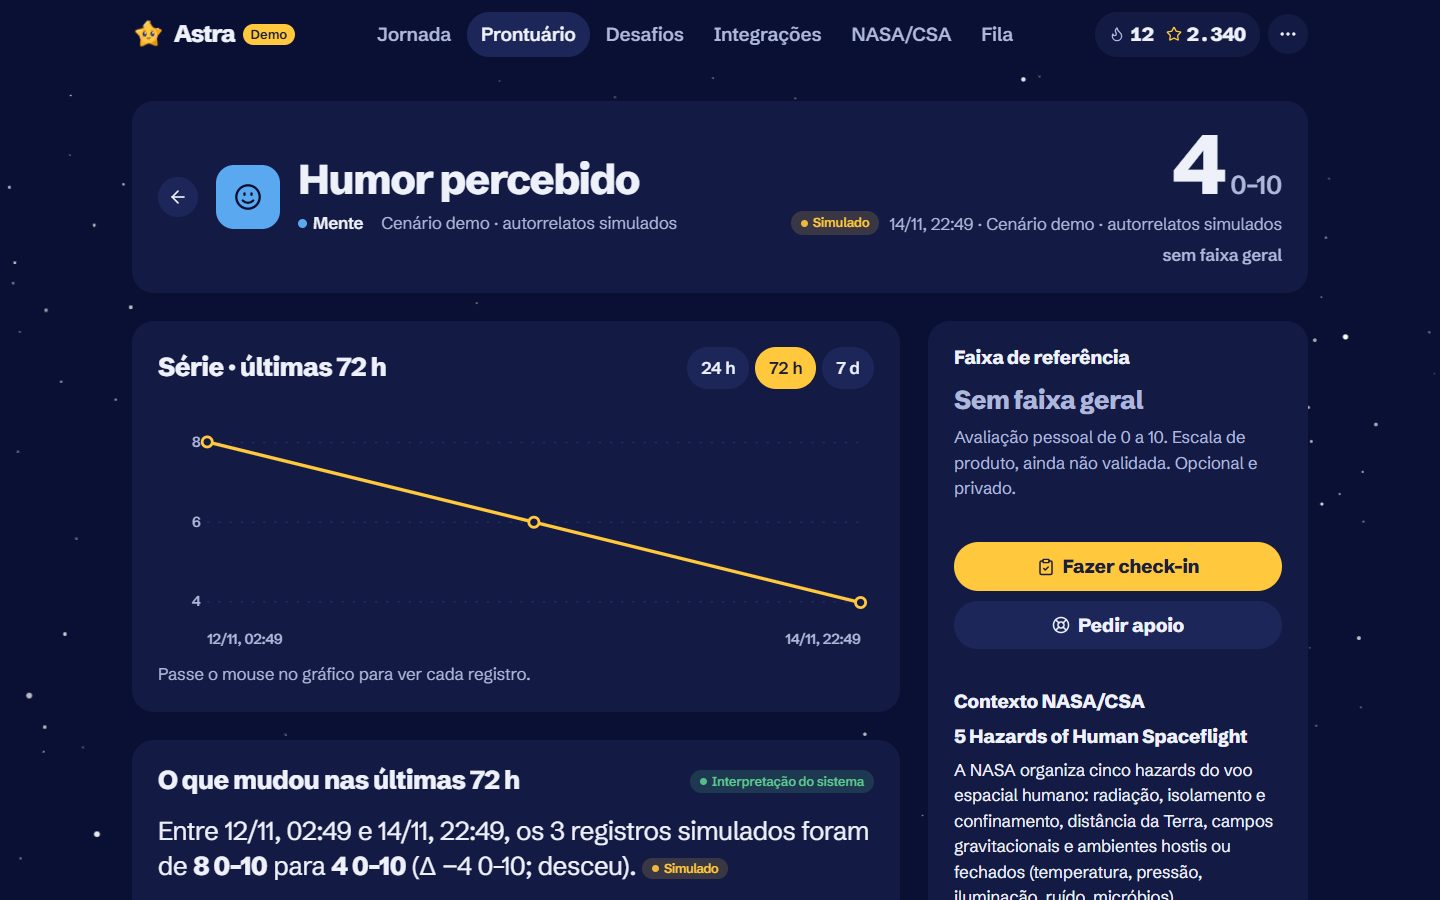 Astra Demo
Jornada Prontuário Desafios Integrações NASA/CSA Fila
12 2.340
Humor percebido
Mente Cenário demo · autorrelatos simulados
4 0–10
Simulado 14/11, 22:49 · Cenário demo · autorrelatos simulados
sem faixa geral
Série · últimas 72 h
24 h 72 h 7 d
8
6
4
12/11, 02:49 14/11, 22:49
Passe o mouse no gráfico para ver cada registro.
O que mudou nas últimas 72 h
Interpretação do sistema
Entre 12/11, 02:49 e 14/11, 22:49, os 3 registros simulados foram
de 8 0–10 para 4 0–10 (Δ −4 0–10; desceu). Simulado
Faixa de referência
Sem faixa geral
Avaliação pessoal de 0 a 10. Escala de
produto, ainda não validada. Opcional e
privado.
Fazer check-in
Pedir apoio
Contexto NASA/CSA
5 Hazards of Human Spaceflight
A NASA organiza cinco hazards do voo
espacial humano: radiação, isolamento e
confinamento, distância da Terra, campos
gravitacionais e ambientes hostis ou
fechados (temperatura, pressão,
iluminação, ruído, micróbios).